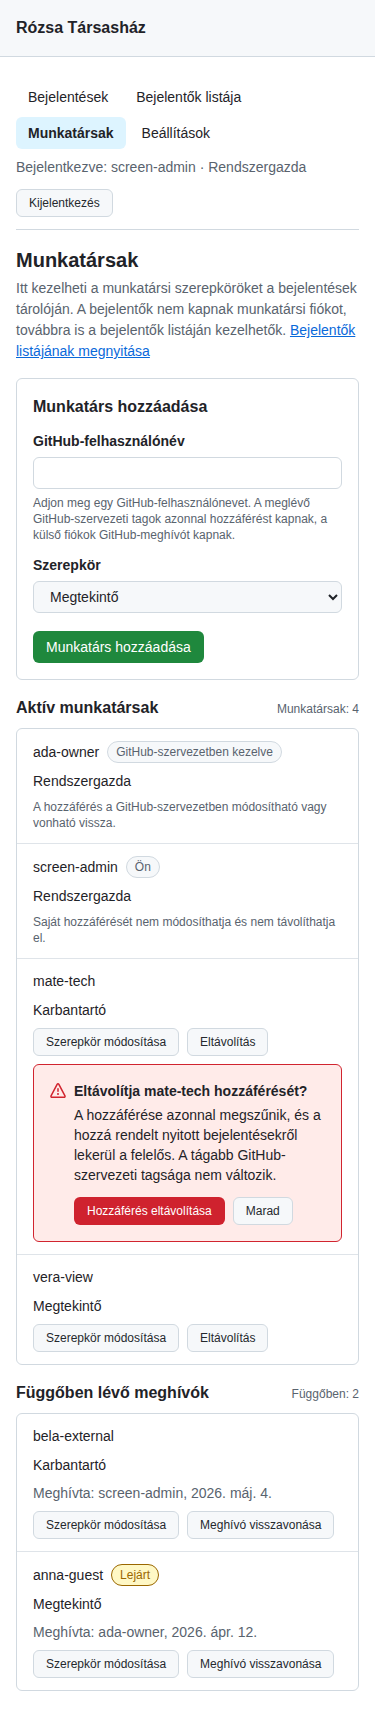 Rózsa Társasház
Bejelentések
Bejelentők listája
Munkatársak
Beállítások
Bejelentkezve: screen-admin · Rendszergazda
Kijelentkezés
Munkatársak
Itt kezelheti a munkatársi szerepköröket a bejelentések
tárolóján. A bejelentők nem kapnak munkatársi fiókot,
továbbra is a bejelentők listáján kezelhetők. Bejelentők
listájának megnyitása
Munkatárs hozzáadása
GitHub-felhasználónév
Adjon meg egy GitHub-felhasználónevet. A meglévő
GitHub-szervezeti tagok azonnal hozzáférést kapnak, a
külső fiókok GitHub-meghívót kapnak.
Szerepkör
Megtekintő
Munkatárs hozzáadása
Aktív munkatársak
Munkatársak: 4
ada-owner GitHub-szervezetben kezelve
Rendszergazda
A hozzáférés a GitHub-szervezetben módosítható vagy
vonható vissza.
screen-admin Ön
Rendszergazda
Saját hozzáférését nem módosíthatja és nem távolíthatja
el.
mate-tech
Karbantartó
Szerepkör módosítása
Eltávolítás
Eltávolítja mate-tech hozzáférését?
A hozzáférése azonnal megszűnik, és a
hozzá rendelt nyitott bejelentésekről
lekerül a felelős. A tágabb GitHub-
szervezeti tagsága nem változik.
Hozzáférés eltávolítása
Marad
vera-view
Megtekintő
Szerepkör módosítása
Eltávolítás
Függőben lévő meghívók
Függőben: 2
bela-external
Karbantartó
Meghívta: screen-admin, 2026. máj. 4.
Szerepkör módosítása
Meghívó visszavonása
anna-guest Lejárt
Megtekintő
Meghívta: ada-owner, 2026. ápr. 12.
Szerepkör módosítása
Meghívó visszavonása